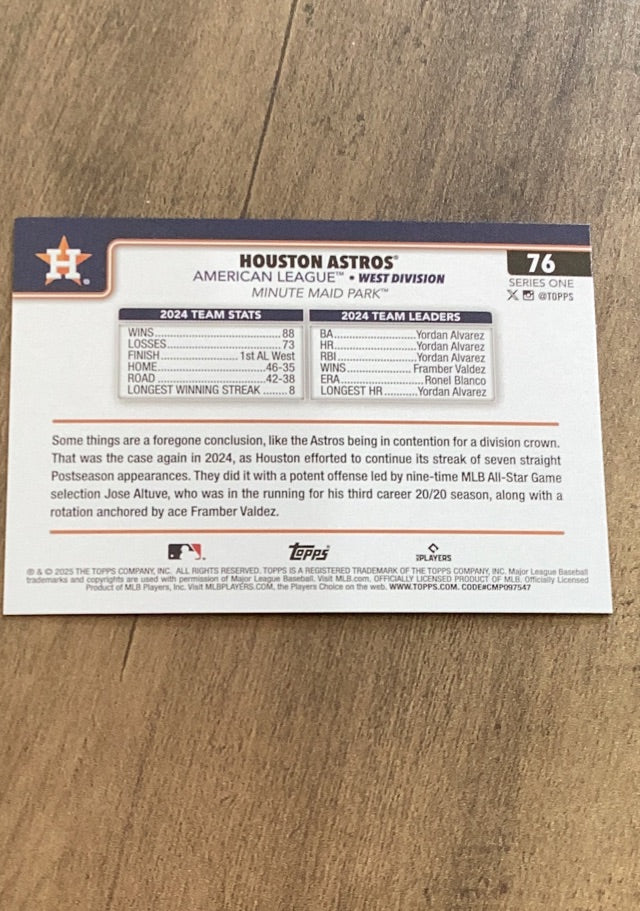 H
HOUSTON ASTROS®
AMERICAN LEAGUE™ • WEST DIVISION
MINUTE MAID PARK™
76
SERIES ONE
@TOPPS
2024 TEAM STATS
WINS 88
LOSSES 73
FINISH 1st AL West
HOME 46-35
ROAD 42-38
LONGEST WINNING STREAK 8
2024 TEAM LEADERS
BA Yordan Alvarez
HR Yordan Alvarez
RBI Yordan Alvarez
WINS Framber Valdez
ERA Ronel Blanco
LONGEST HR Yordan Alvarez
Some things are a foregone conclusion, like the Astros being in contention for a division crown.
That was the case again in 2024, as Houston efforted to continue its streak of seven straight
Postseason appearances. They did it with a potent offense led by nine-time MLB All-Star Game
selection Jose Altuve, who was in the running for his third career 20/20 season, along with a
rotation anchored by ace Framber Valdez.
Topps®
PLAYERS
® & © 2025 THE TOPPS COMPANY, INC. ALL RIGHTS RESERVED. TOPPS IS A REGISTERED TRADEMARK OF THE TOPPS COMPANY, INC. Major League Baseball
trademarks and copyrights are used with permission of Major League Baseball. Visit MLB.com. OFFICIALLY LICENSED PRODUCT OF MLB. Officially Licensed
Product of MLB Players, Inc. Visit MLBPLAYERS.COM, the Players Choice on the web. WWW.TOPPS.COM. CODE#CMP097547